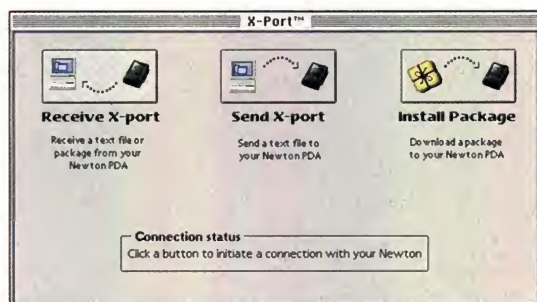 X-Port™
Receive X-port
Receive a text file or
package from your
Newton PDA
Send X-port
Send a text file to
your Newton PDA
Install Package
Download a package
to your Newton PDA
Connection status
Click a button to initiate a connection with your Newton